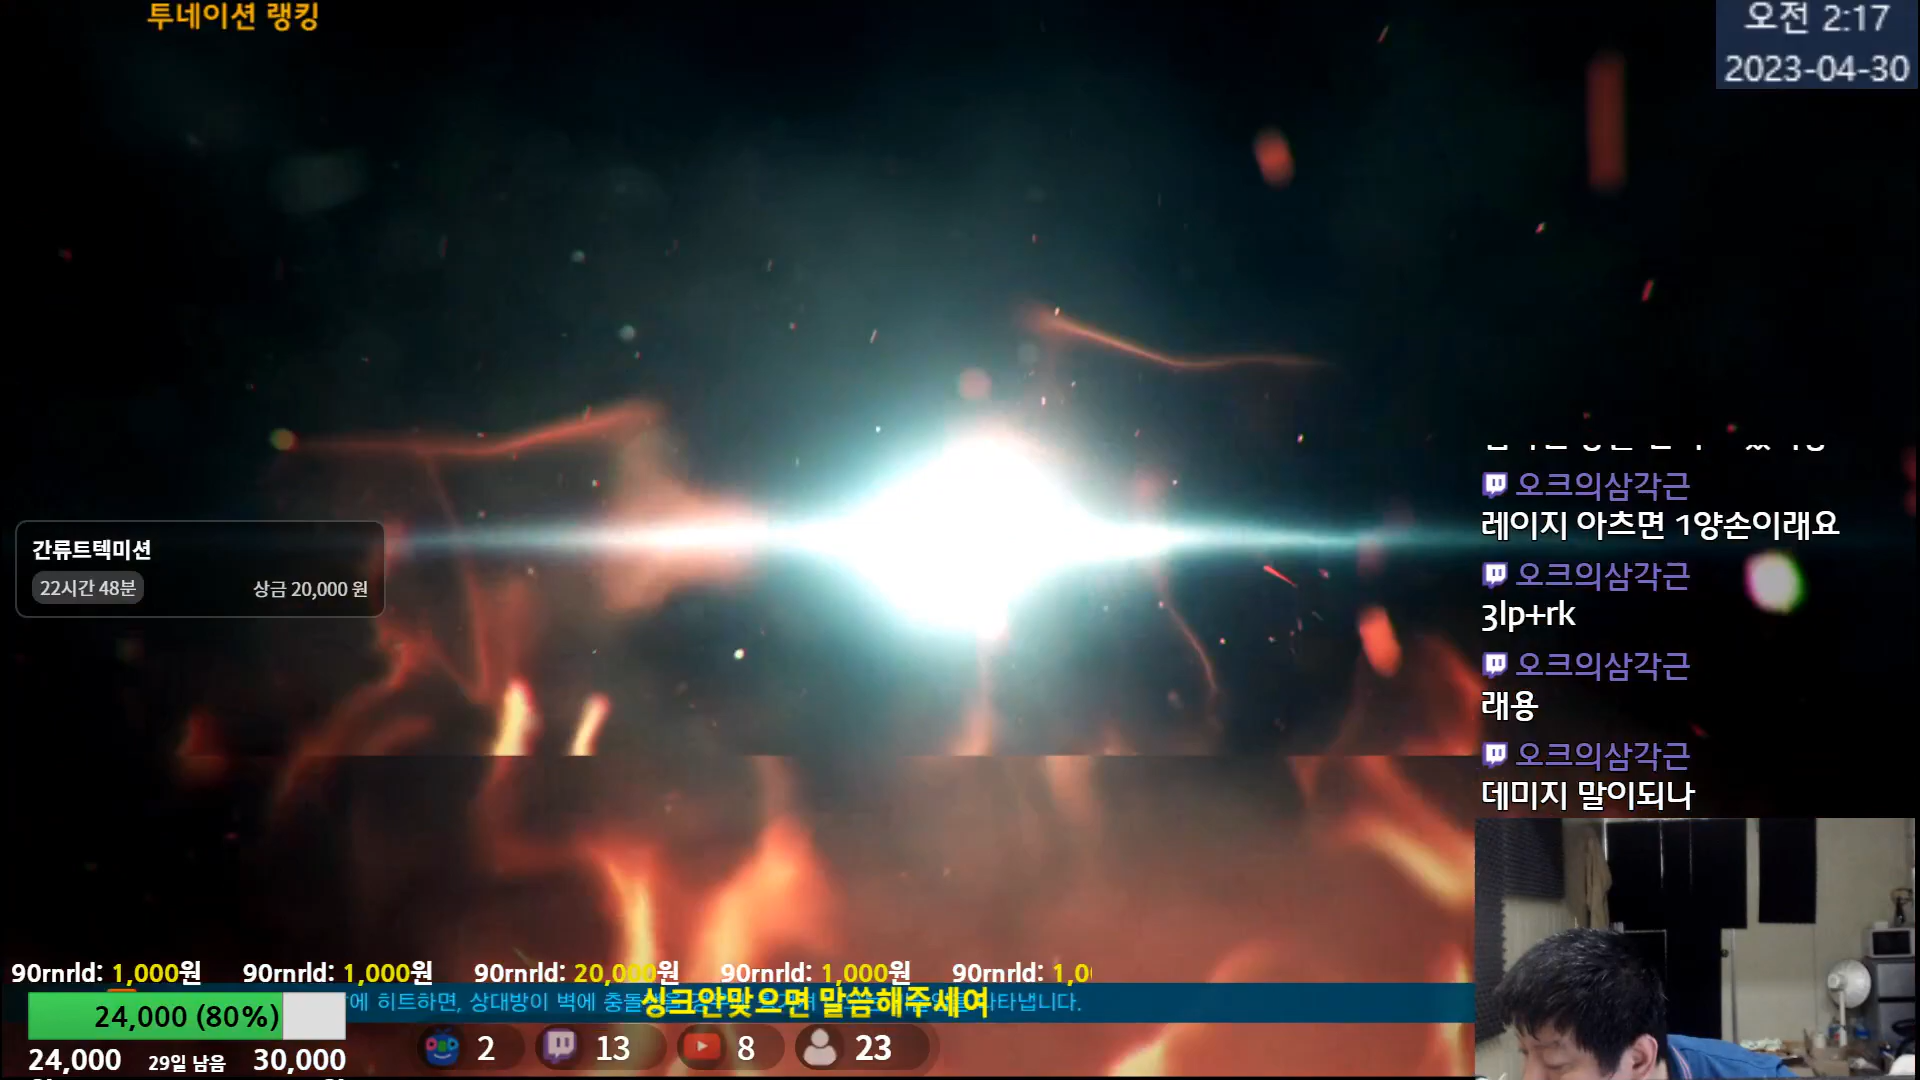 투네이션 랭킹
오전 2:17
2023-04-30
오크의삼각근
레이지 아츠면 1양손이래요
오크의삼각근
3lp+rk
오크의삼각근
래용
오크의삼각근
데미지 말이되나
간류트텍미션
22시간 48분
상금 20,000 원
90rnrld: 1,000원 90rnrld: 1,000원 90rnrld: 20,000원 90rnrld: 1,000원 90rnrld: 1,0
에 히트하면, 상대방이 벽에
싱크안맞으면 말씀해주세여
24,000 (80%)
24,000 29일 남음 30,000
2 13 8 23